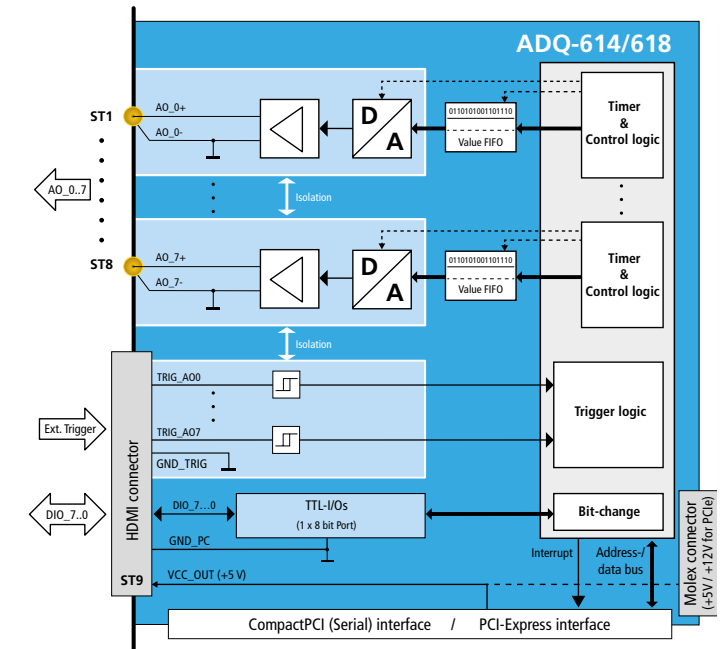 ADQ-614/618
ST1
AO_0+
AO_0-
D
A
0110101001101110
Value FIFO
Timer
&
Control logic
AO_0..7
Isolation
ST8
AO_7+
AO_7-
D
A
0110101001101110
Value FIFO
Timer
&
Control logic
Isolation
Ext. Trigger
HDMI connector
TRIG_AO0
TRIG_AO7
GND_TRIG
Trigger logic
DIO_7..0
DIO_7...0
TTL-I/Os
(1 x 8 bit Port)
Bit-change
GND_PC
Interrupt
Address-/
data bus
Molex connector
(+5V / +12V for PCIe)
ST9
VCC_OUT (+5 V)
CompactPCI (Serial) interface / PCI-Express interface